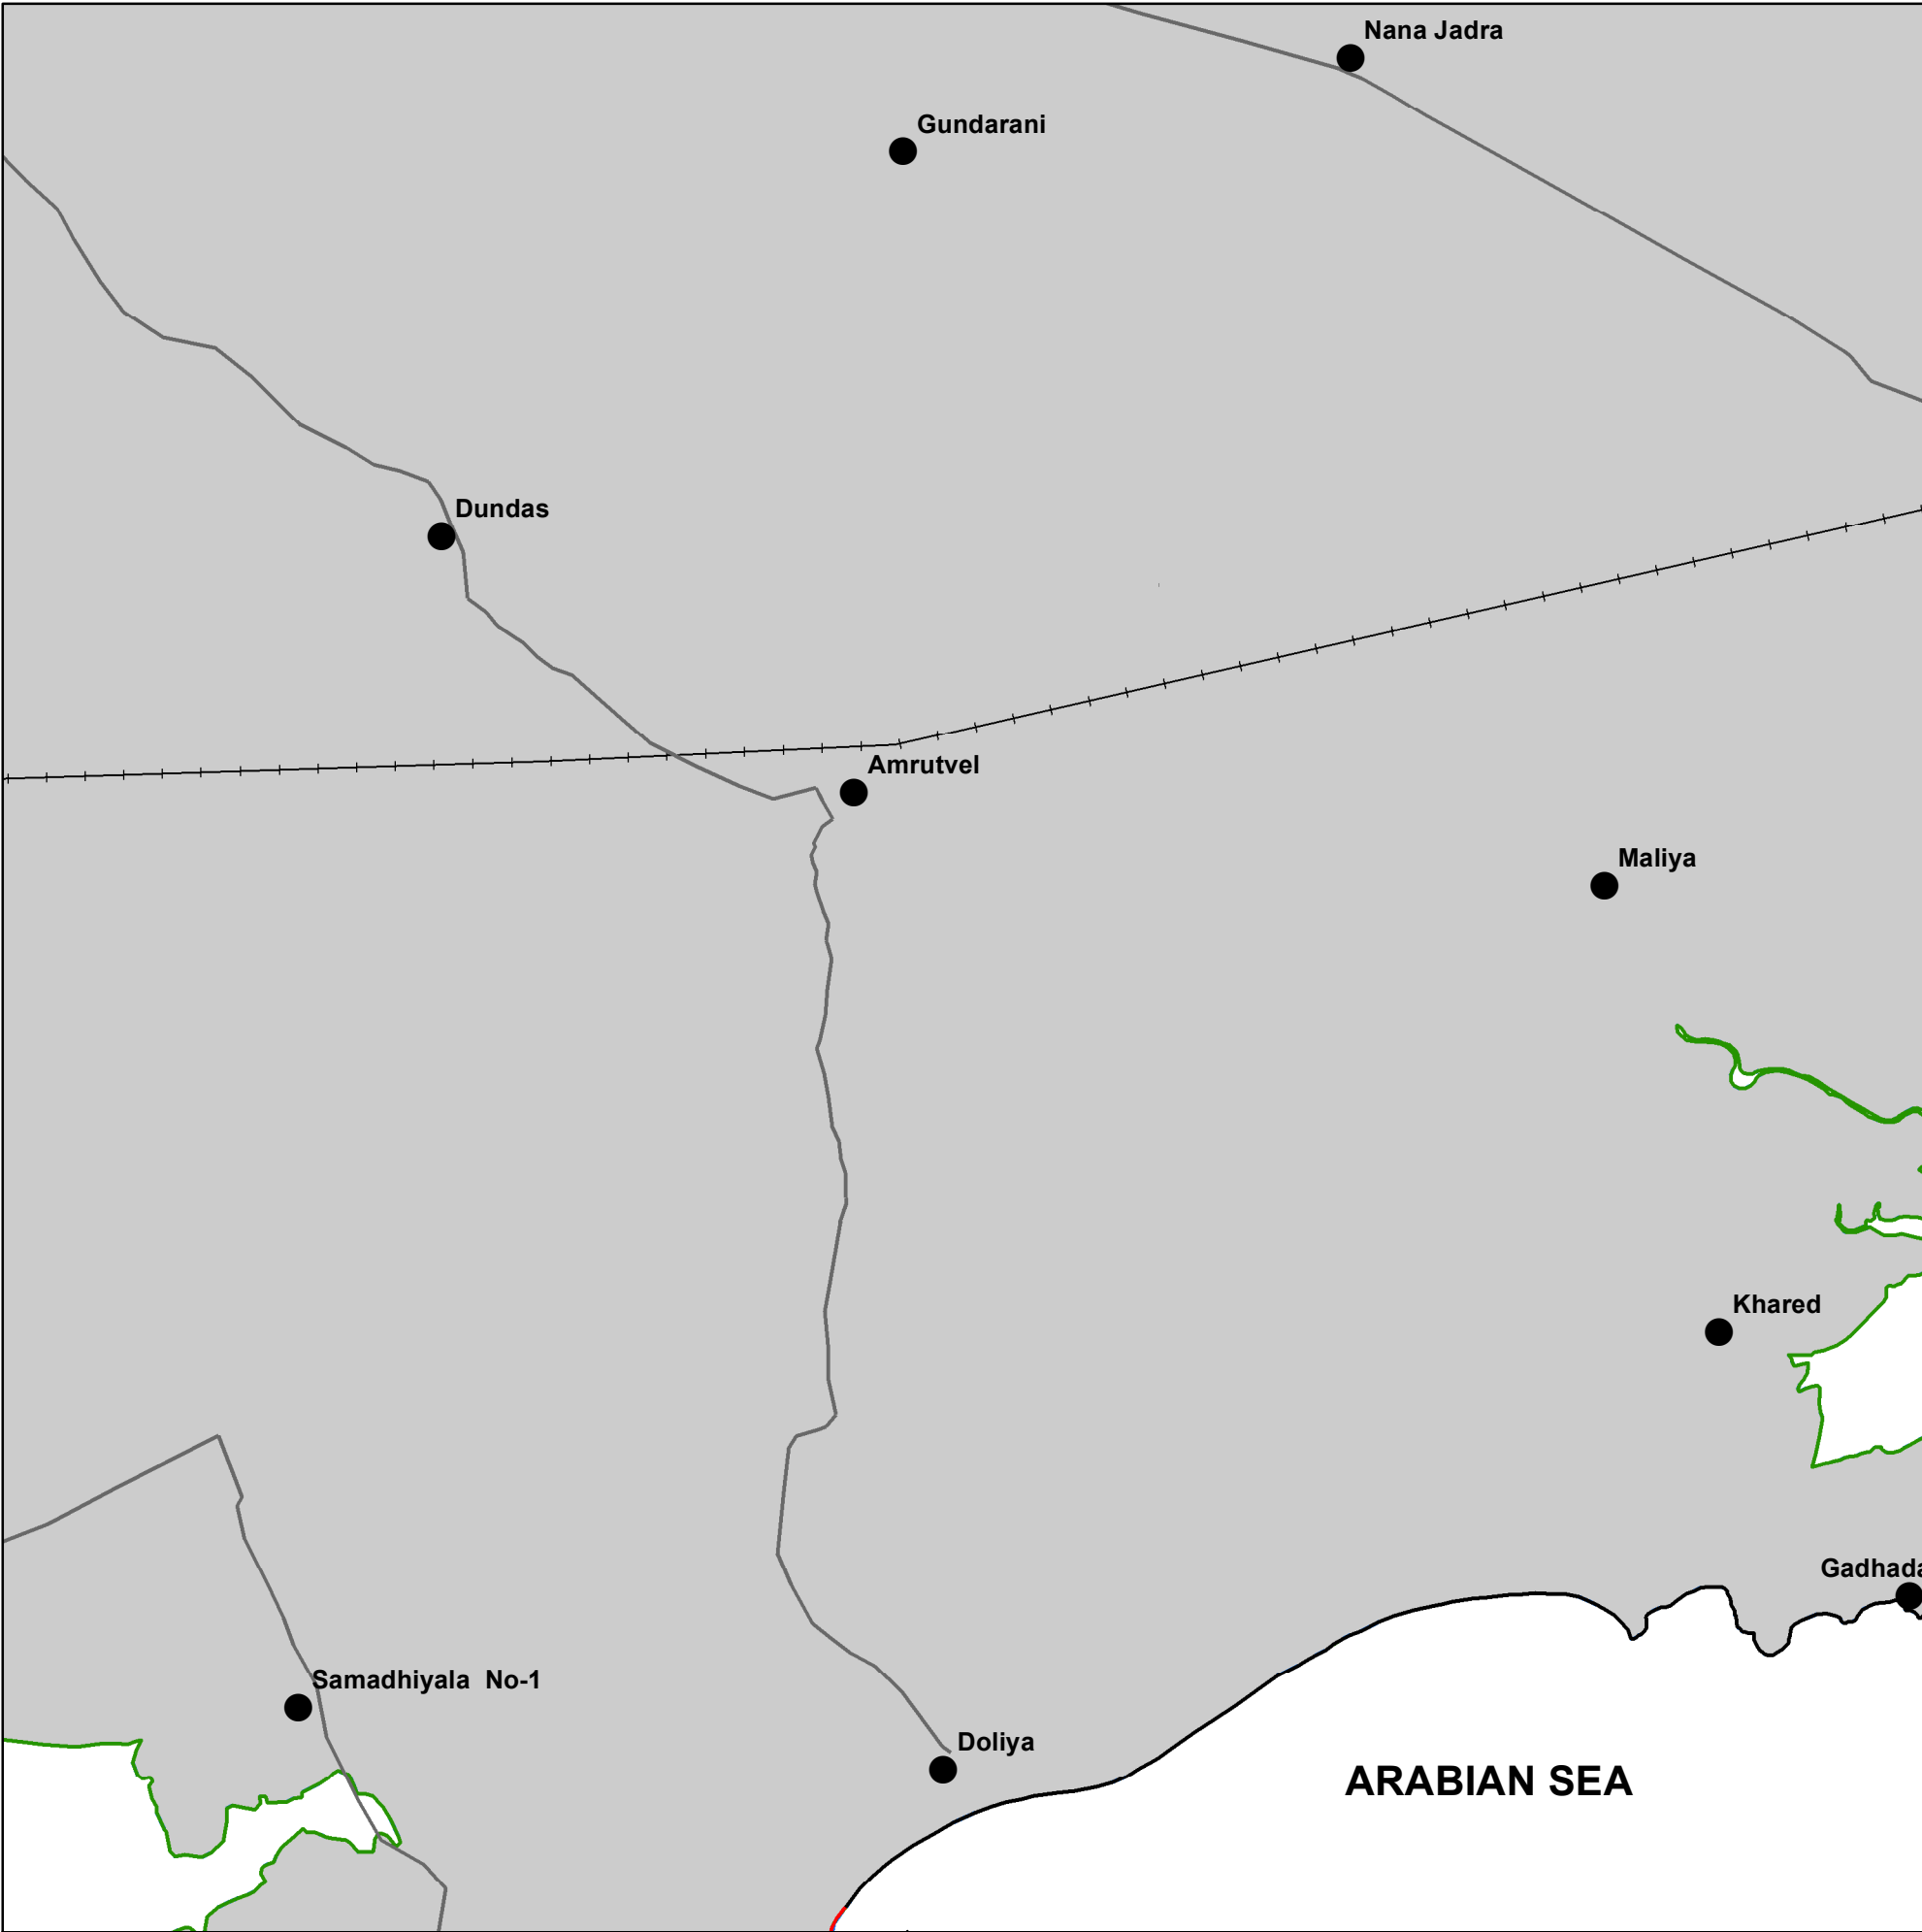 Nana Jadra
Gundarani
Dundas
Amrutvel
Maliya
Khared
Gadhada
Samadhiyala  No-1
Doliya
ARABIAN SEA